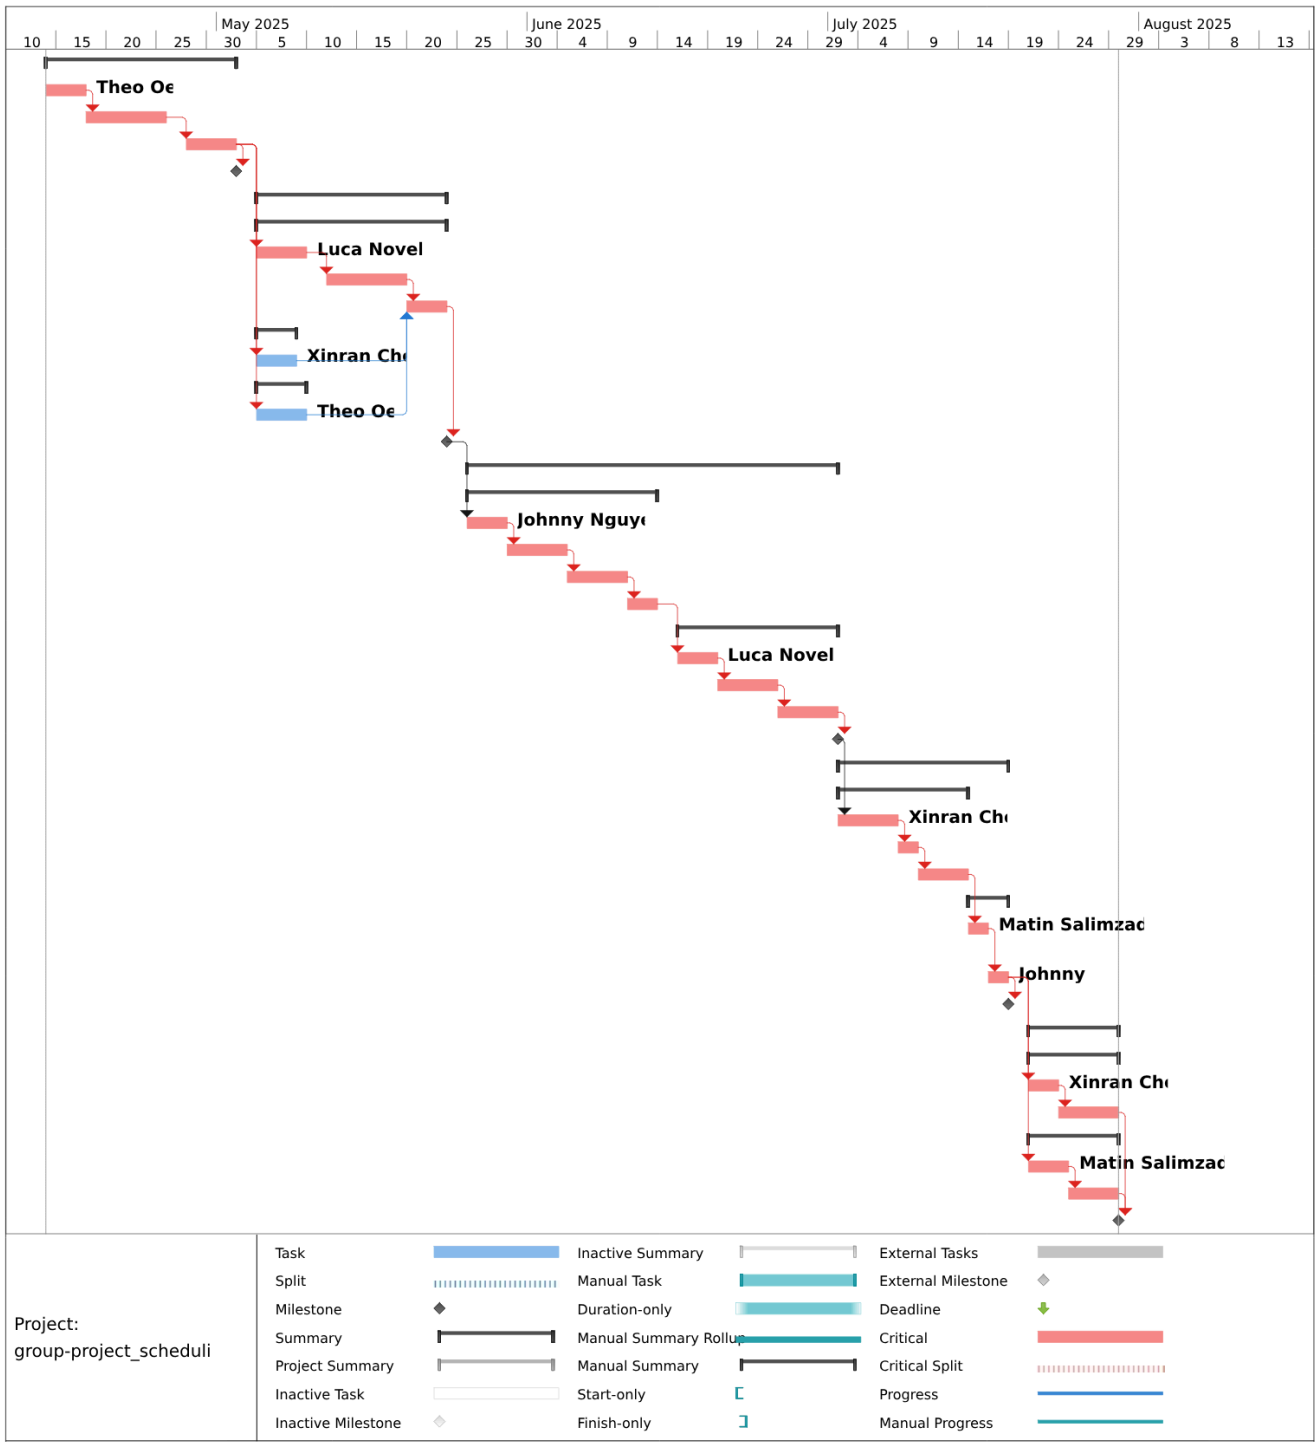 May 2025 June 2025 July 2025 August 2025
10 15 20 25 30 5 10 15 20 25 30 4 9 14 19 24 29 4 9 14 19 24 29 3 8 13
Theo Oe
Luca Novel
Xinran Che
Theo Oe
Johnny Nguye
Luca Novel
Xinran Che
Matin Salimzad
Johnny
Xinran Che
Matin Salimzad
Project:
group-project_scheduli
Task
Split
Milestone
Summary
Project Summary
Inactive Task
Inactive Milestone
Inactive Summary
Manual Task
Duration-only
Manual Summary Rollup
Manual Summary
Start-only
Finish-only
External Tasks
External Milestone
Deadline
Critical
Critical Split
Progress
Manual Progress